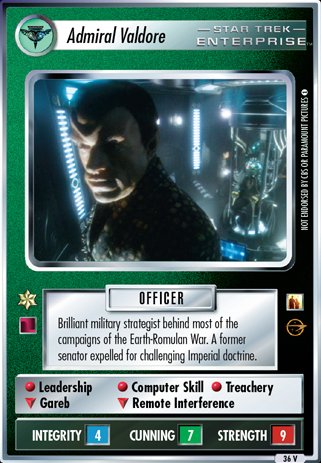 Admiral Valdore
STAR TREK
ENTERPRISE™
NOT ENDORSED BY CBS OR PARAMOUNT PICTURES
OFFICER
Brilliant military strategist behind most of the
campaigns of the Earth-Romulan War. A former
senator expelled for challenging Imperial doctrine.
Leadership Computer Skill Treachery
Gareb Remote Interference
INTEGRITY 4 CUNNING 7 STRENGTH 9
36 V